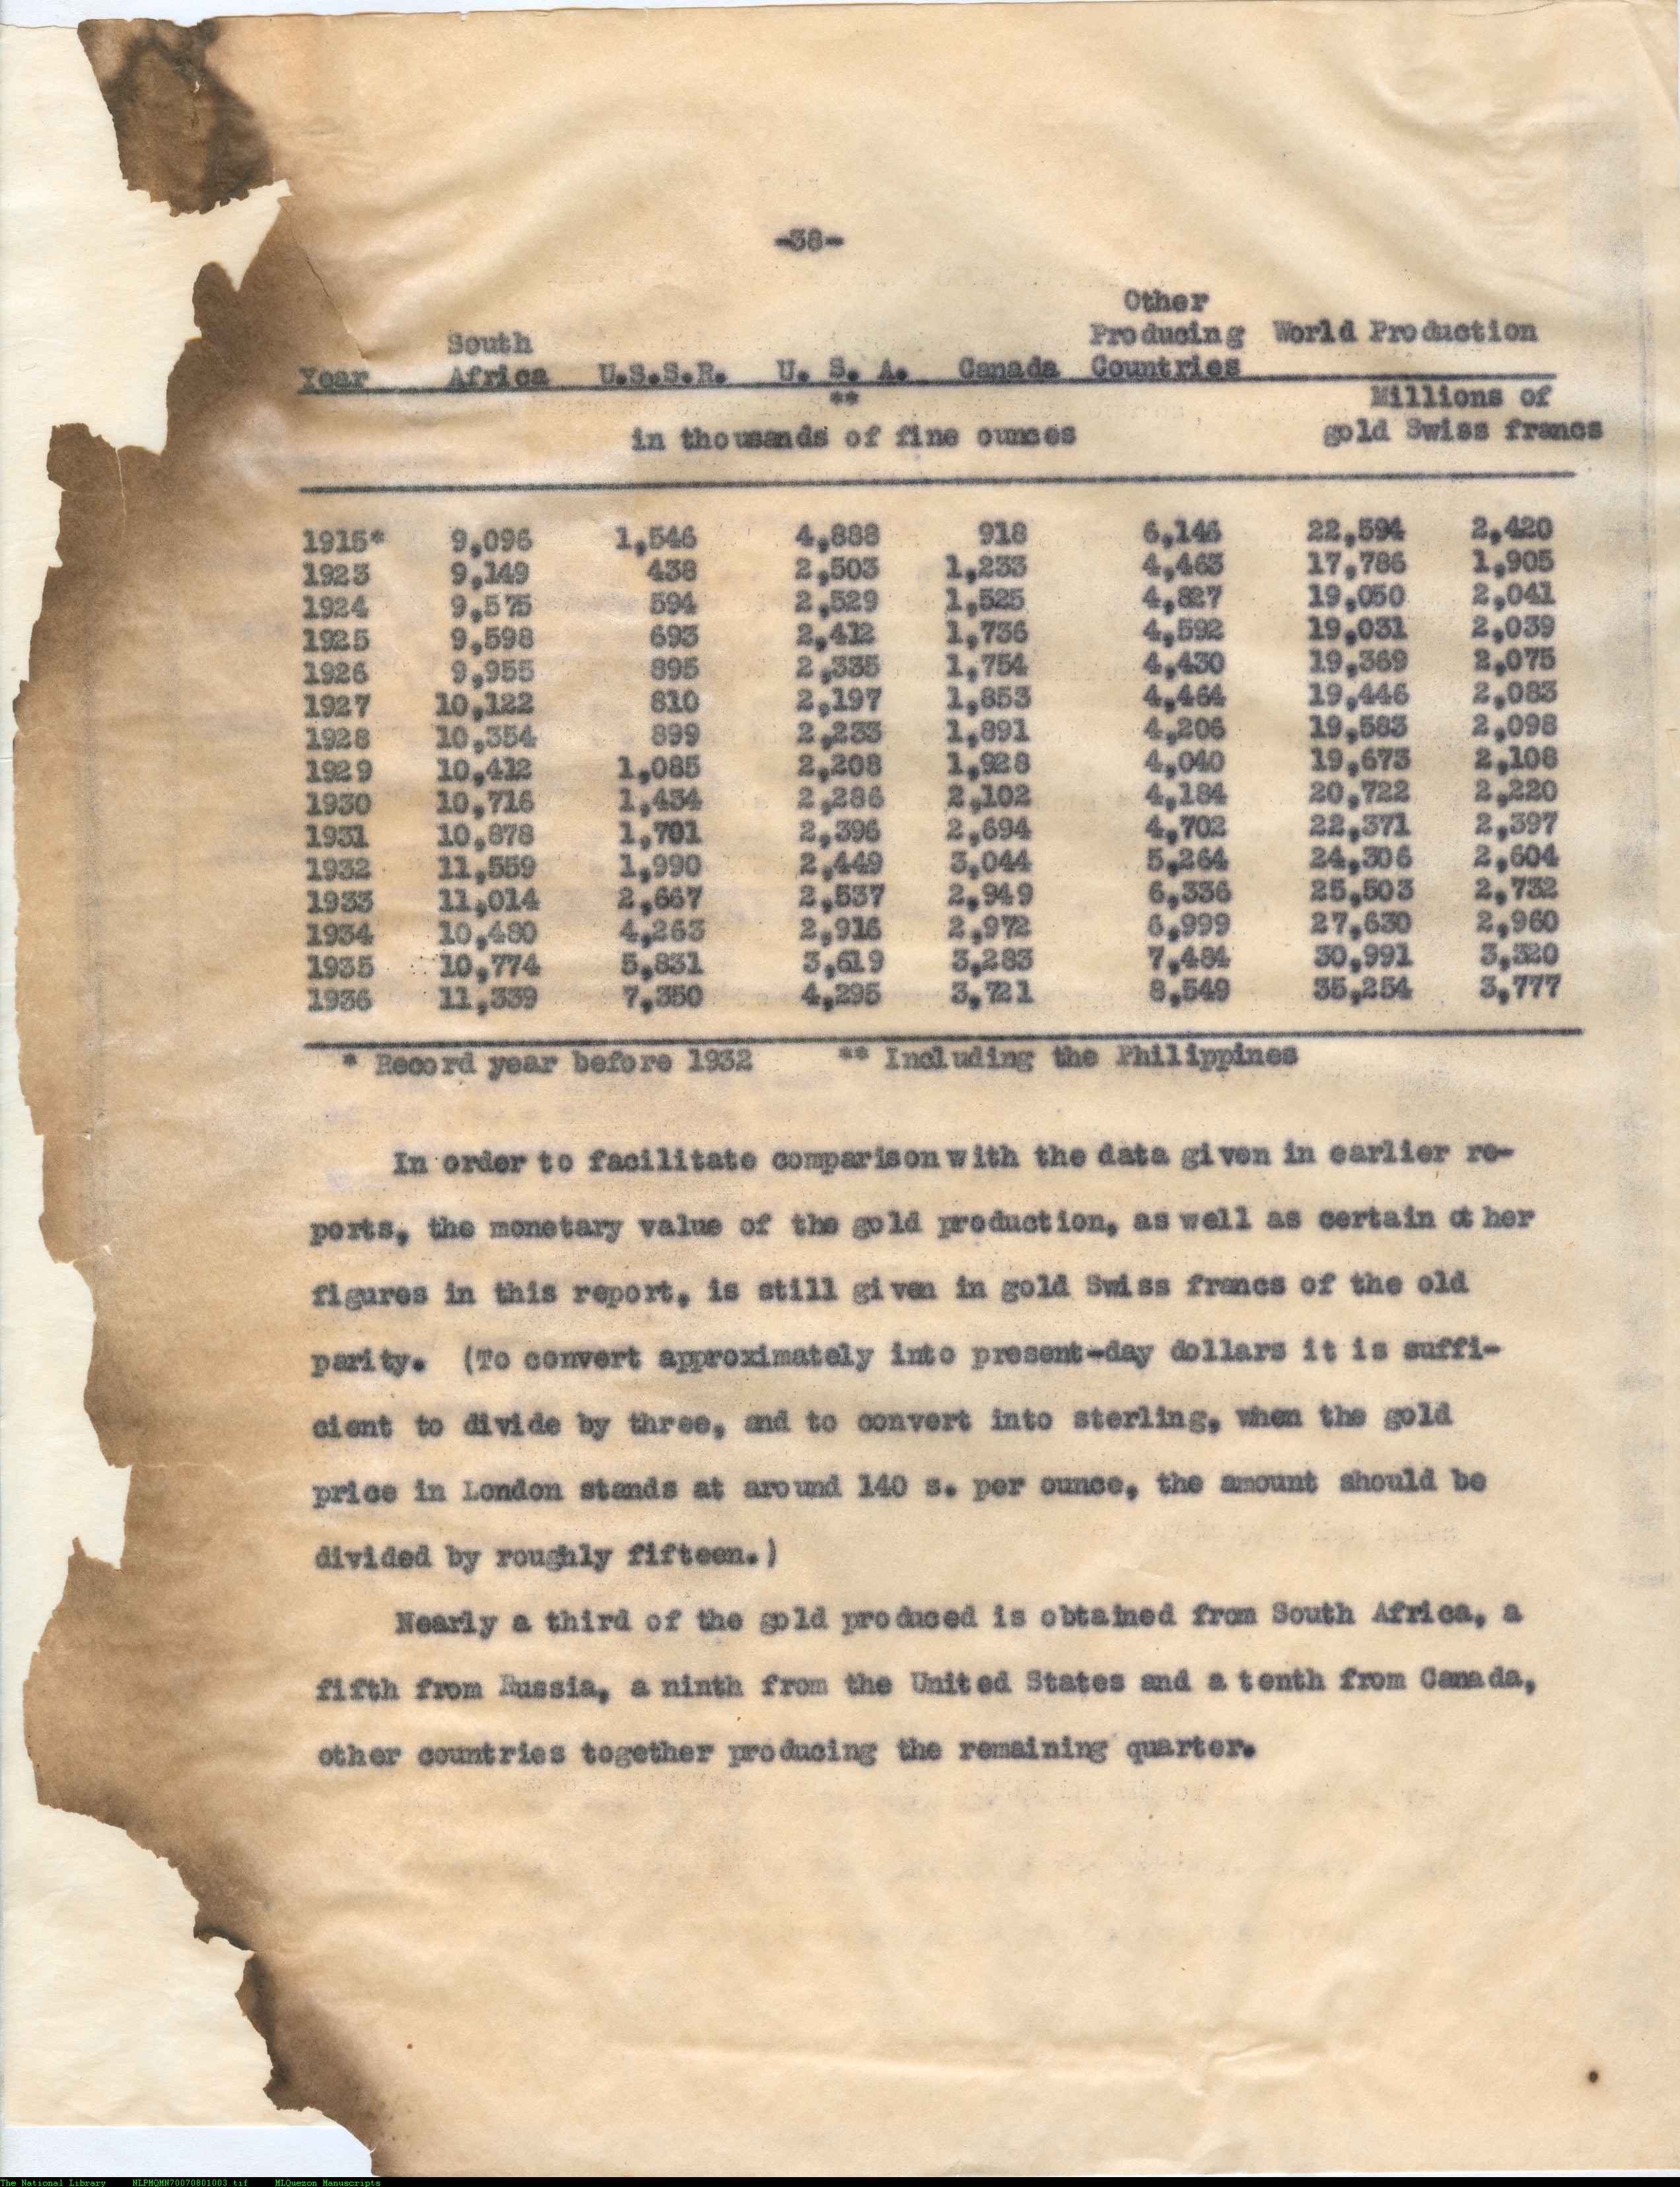 -38-
Other
South Producing World Production
Year Africa U.S.S.R. U. S. A. Canada Countries
** Millions of
in thousands of fine ounces gold Swiss francs
1915* 9,096 1,546 4,888 918 6,146 22,594 2,420
1923 9,149 438 2,503 1,233 4,463 17,786 1,905
1924 9,575 594 2,529 1,525 4,827 19,050 2,041
1925 9,598 693 2,412 1,736 4,592 19,031 2,039
1926 9,955 895 2,335 1,754 4,430 19,369 2,075
1927 10,122 810 2,197 1,853 4,464 19,446 2,083
1928 10,354 899 2,233 1,891 4,206 19,583 2,098
1929 10,412 1,085 2,208 1,928 4,040 19,673 2,108
1930 10,716 1,434 2,286 2,102 4,184 20,722 2,220
1931 10,878 1,701 2,396 2,694 4,702 22,371 2,397
1932 11,559 1,990 2,449 3,044 5,264 24,306 2,604
1933 11,014 2,667 2,537 2,949 6,336 25,503 2,732
1934 10,480 4,263 2,916 2,972 6,999 27,630 2,960
1935 10,774 5,831 3,619 3,283 7,484 30,991 3,320
1936 11,339 7,350 4,295 3,721 8,549 35,254 3,777
* Record year before 1932 ** Including the Philippines
In order to facilitate comparison with the data given in earlier re-
ports, the monetary value of the gold production, as well as certain other
figures in this report, is still given in gold Swiss francs of the old
parity. (To convert approximately into present-day dollars it is suffi-
cient to divide by three, and to convert into sterling, when the gold
price in London stands at around 140 s. per ounce, the amount should be
divided by roughly fifteen.)
Nearly a third of the gold produced is obtained from South Africa, a
fifth from Russia, a ninth from the United States and a tenth from Canada,
other countries together producing the remaining quarter.
The National Library NLPMQMN70070801003.tif MLQuezon Manuscripts